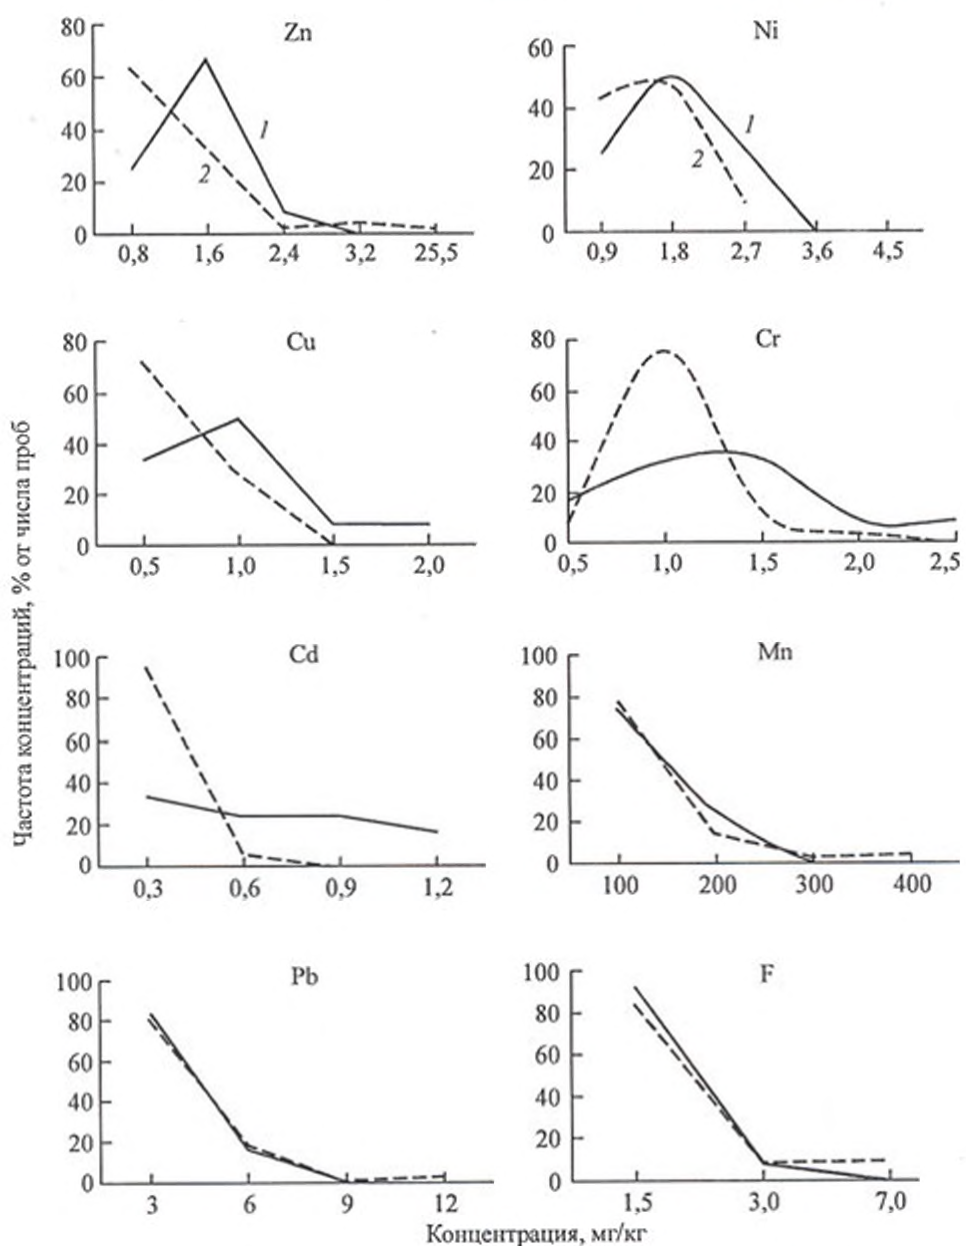 Частота концентраций, % от числа проб
Zn
80
60
40
20
0
1
2
0,8 1,6 2,4 3,2 25,5
Ni
60
40
20
0
1
2
0,9 1,8 2,7 3,6 4,5
Cu
80
60
40
20
0
0,5 1,0 1,5 2,0
Cr
80
60
40
20
0
0,5 1,0 1,5 2,0 2,5
Cd
100
80
60
40
20
0
0,3 0,6 0,9 1,2
Mn
100
80
60
40
20
0
100 200 300 400
Pb
100
80
60
40
20
0
3 6 9 12
F
100
80
60
40
20
0
1,5 3,0 7,0
Концентрация, мг/кг